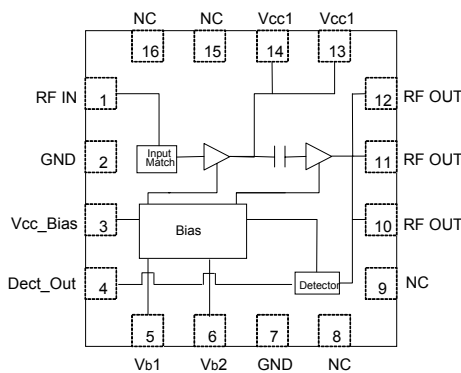 NC NC Vcc1 Vcc1
16 15 14 13
RF IN 1 12 RF OUT
GND 2 Input Match 11 RF OUT
Vcc_Bias 3 Bias 10 RF OUT
Dect_Out 4 Detector 9 NC
5 6 7 8
Vb1 Vb2 GND NC